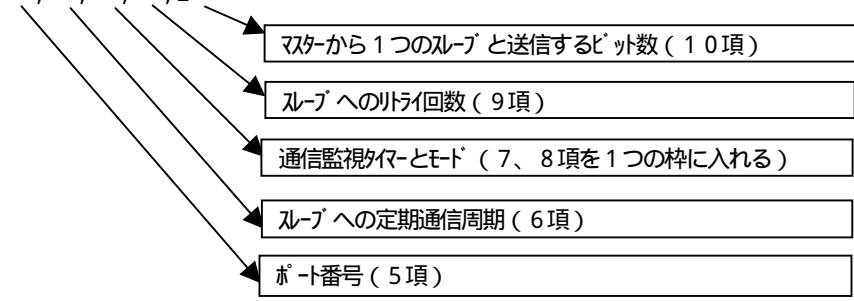 ﾏｽﾀｰから１つのｽﾚｰﾌﾞと送信するﾋﾞｯﾄ数（１０項）
ｽﾚｰﾌﾞへのﾘﾄﾗｲ回数（９項）
通信監視ﾀｲﾏｰとﾓｰﾄﾞ（７、８項を１つの枠に入れる）
ｽﾚｰﾌﾞへの定期通信周期（６項）
ﾎﾟｰﾄ番号（５項）